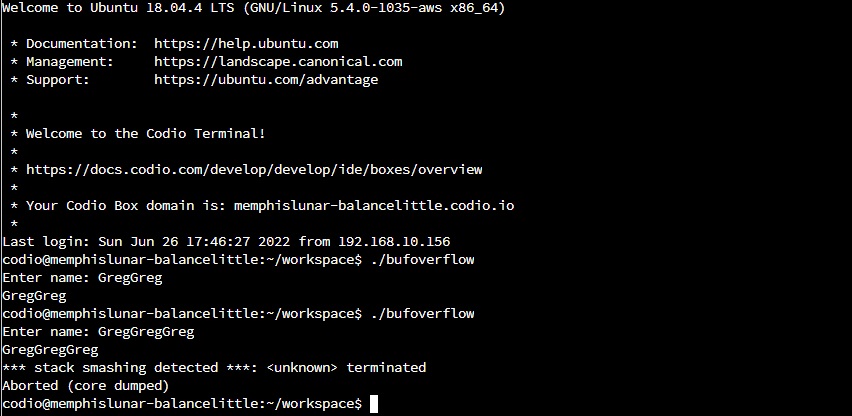 Welcome to Ubuntu 18.04.4 LTS (GNU/Linux 5.4.0-1035-aws x86_64)
* Documentation:  https://help.ubuntu.com
* Management:     https://landscape.canonical.com
* Support:        https://ubuntu.com/advantage
*
* Welcome to the Codio Terminal!
*
* https://docs.codio.com/develop/develop/ide/boxes/overview
*
* Your Codio Box domain is: memphislunar-balancelittle.codio.io
*
Last login: Sun Jun 26 17:46:27 2022 from 192.168.10.156
codio@memphislunar-balancelittle:~/workspace$ ./bufoverflow
Enter name: GregGreg
GregGreg
codio@memphislunar-balancelittle:~/workspace$ ./bufoverflow
Enter name: GregGregGreg
GregGregGreg
*** stack smashing detected ***: <unknown> terminated
Aborted (core dumped)
codio@memphislunar-balancelittle:~/workspace$